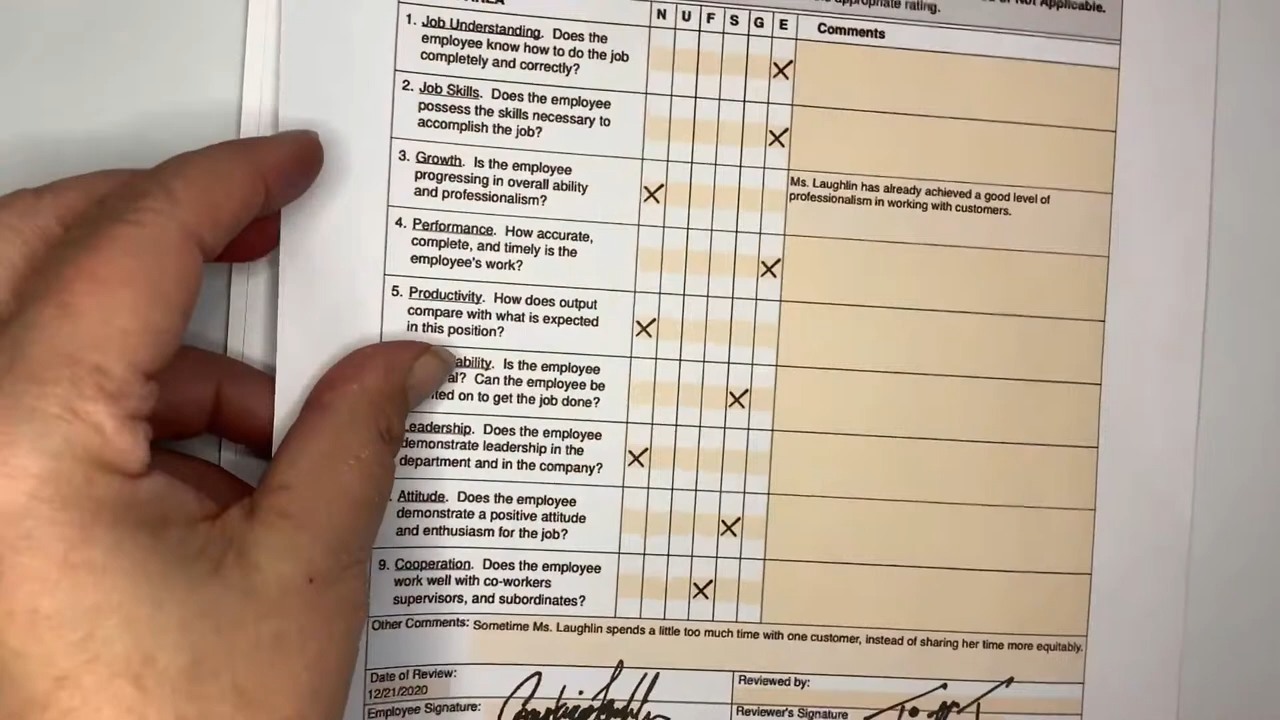 appropriate rating.
or Not Applicable.
N U F S G E Comments
1. Job Understanding. Does the
employee know how to do the job
completely and correctly?
2. Job Skills. Does the employee
possess the skills necessary to
accomplish the job?
3. Growth. Is the employee
progressing in overall ability
and professionalism?
Ms. Laughlin has already achieved a good level of
professionalism in working with customers.
4. Performance. How accurate,
complete, and timely is the
employee's work?
5. Productivity. How does output
compare with what is expected
in this position?
ability. Is the employee
al? Can the employee be
ted on to get the job done?
Leadership. Does the employee
demonstrate leadership in the
department and in the company?
. Attitude. Does the employee
demonstrate a positive attitude
and enthusiasm for the job?
9. Cooperation. Does the employee
work well with co-workers
supervisors, and subordinates?
Other Comments: Sometime Ms. Laughlin spends a little too much time with one customer, instead of sharing her time more equitably.
Date of Review:
12/21/2020
Reviewed by:
Employee Signature:
Reviewer's Signature